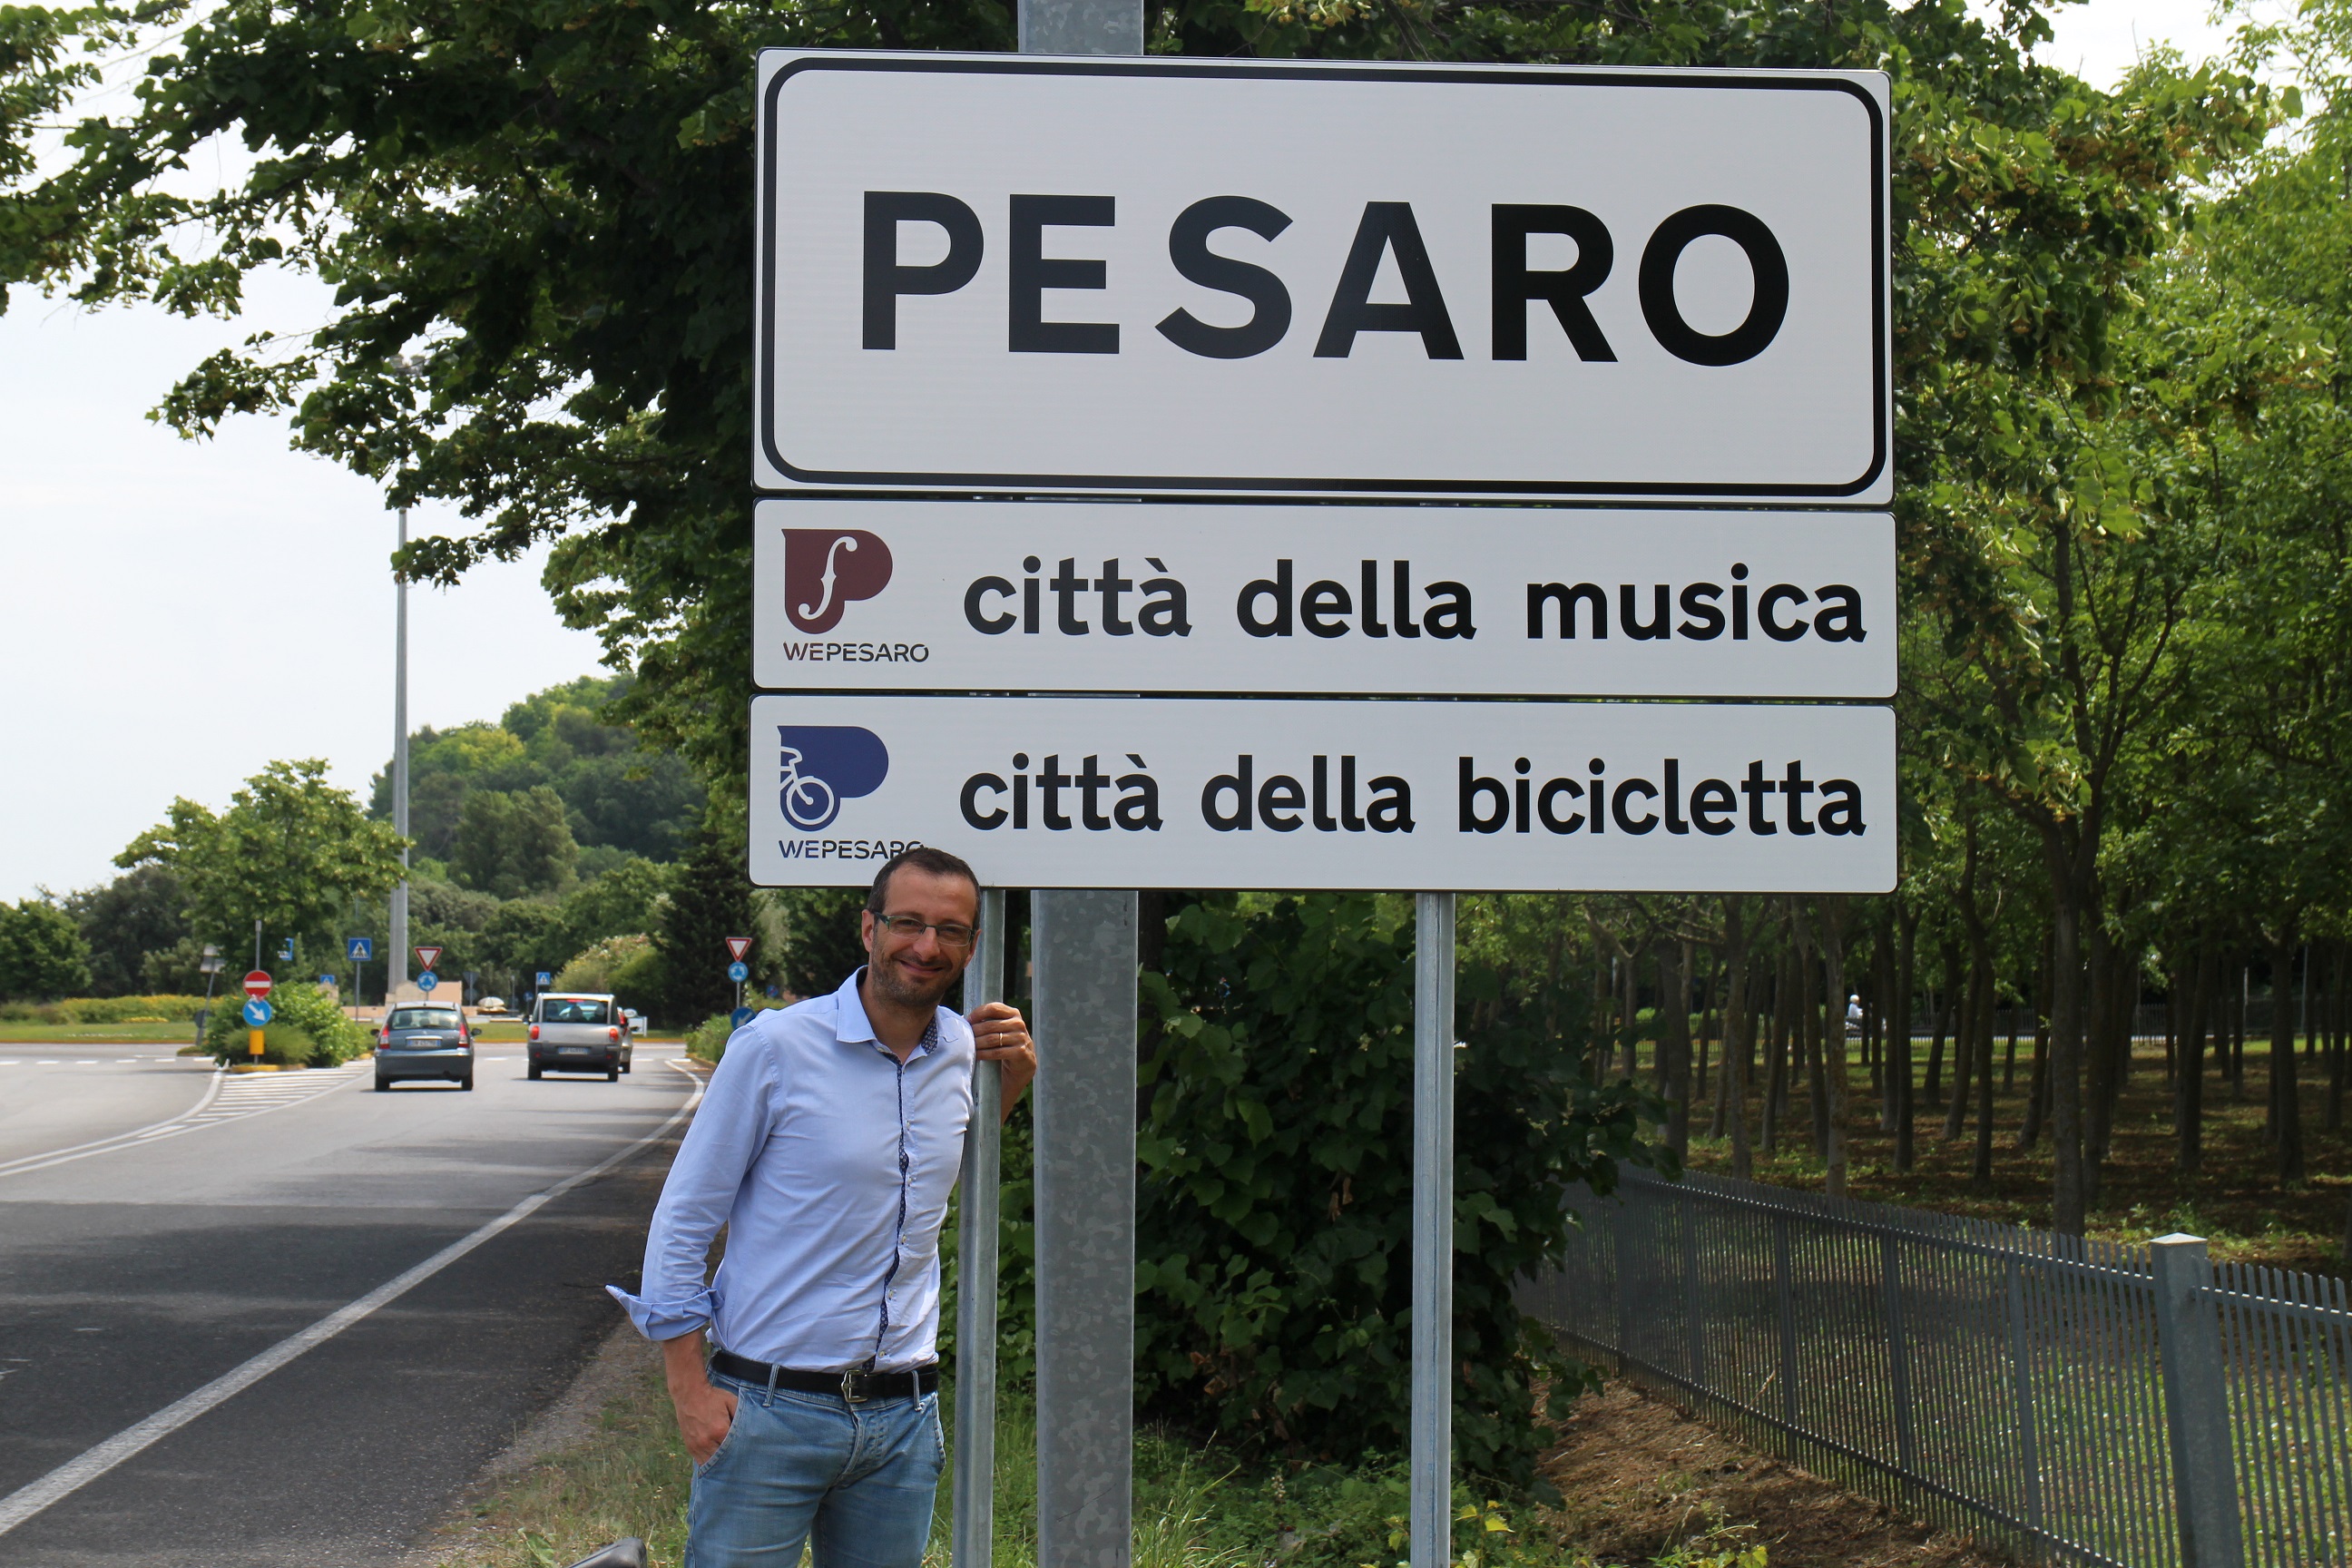 PESARO
WEPESARO
città della musica
WEPESARO
città della bicicletta